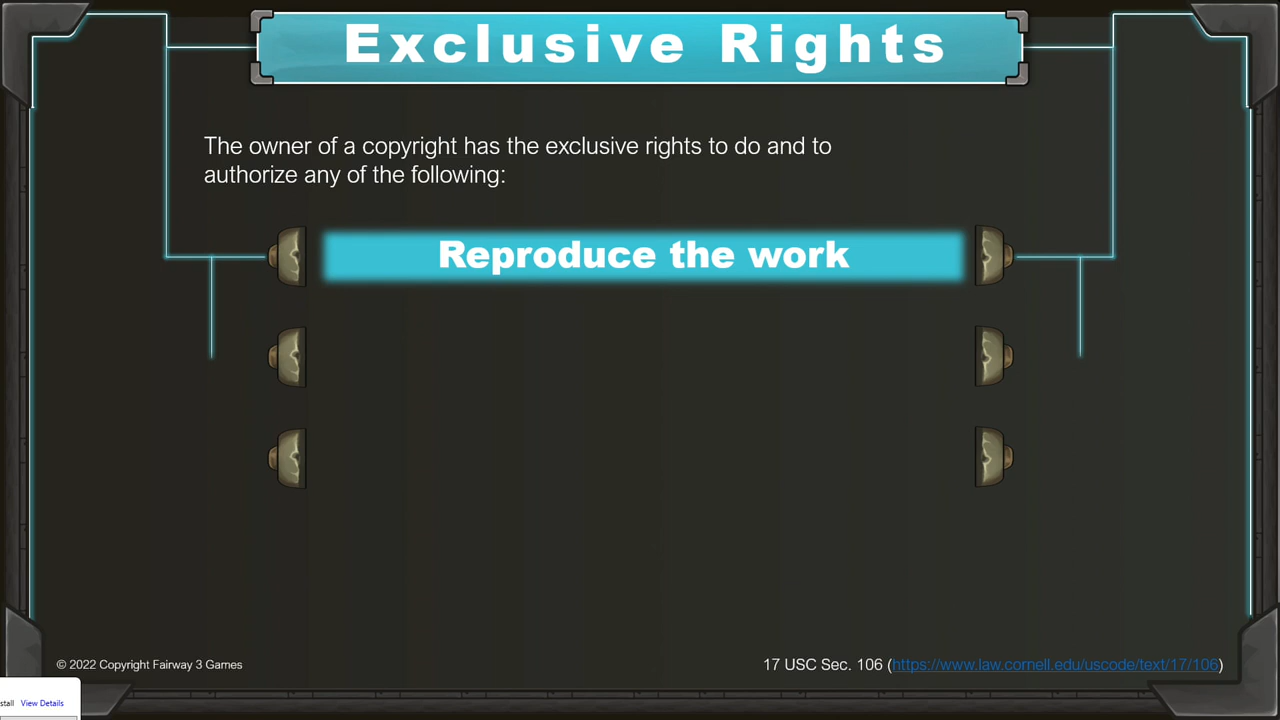 Exclusive Rights
The owner of a copyright has the exclusive rights to do and to
authorize any of the following:
Reproduce the work
© 2022 Copyright Fairway 3 Games
17 USC Sec. 106 (https://www.law.cornell.edu/uscode/text/17/106)
stall View Details